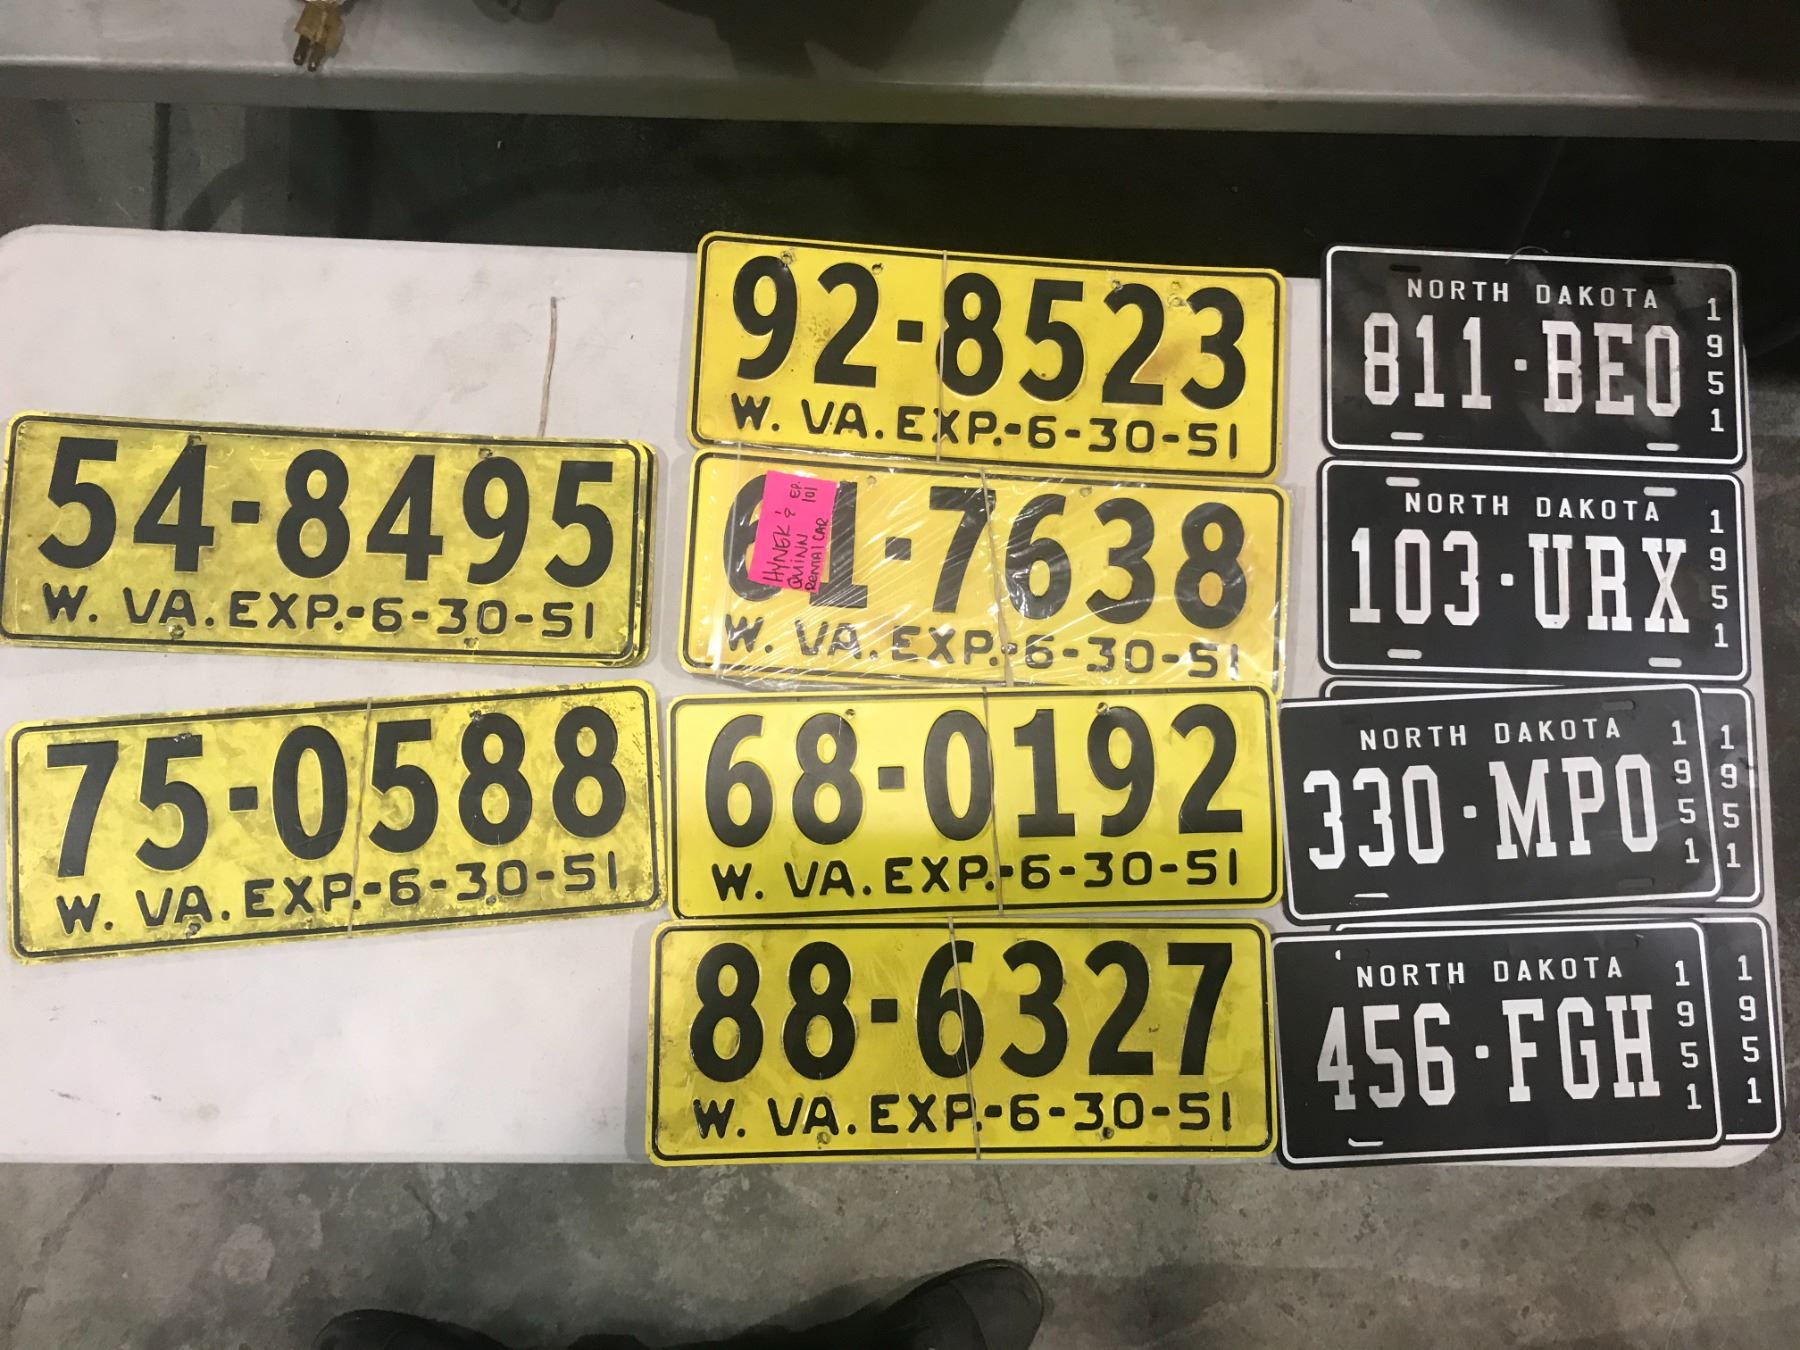 54-8495
W. VA. EXP.-6-30-51
75-0588
W. VA. EXP.-6-30-51
92-8523
W. VA. EXP.-6-30-51
61-7638
W. VA. EXP.-6-30-51
HYNEK &
QUINN
RENTAL CAR
EP.
101
68-0192
W. VA. EXP.-6-30-51
88-6327
W. VA. EXP.-6-30-51
NORTH DAKOTA
811·BEO
1951
NORTH DAKOTA
103·URX
1951
NORTH DAKOTA
330·MPO
1951
1951
NORTH DAKOTA
456·FGH
1951
1951